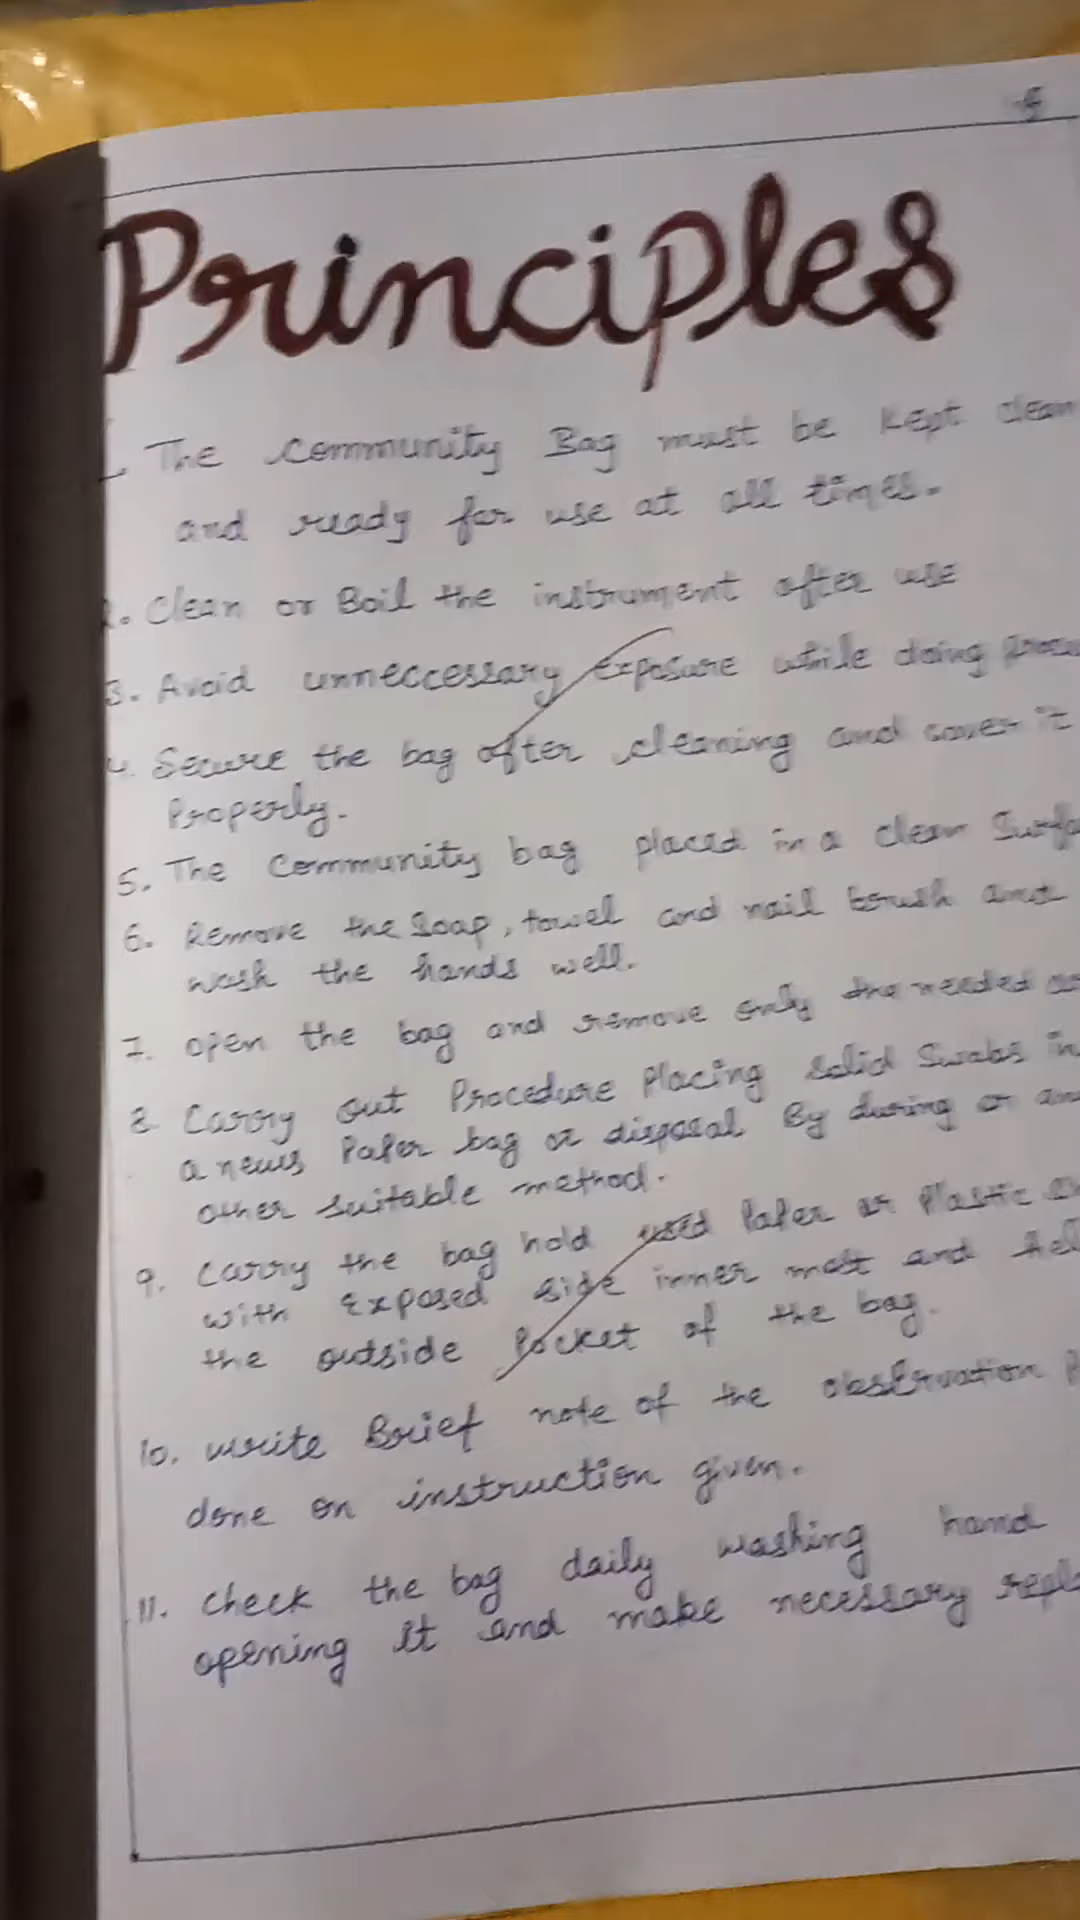 5
Principles
1. The Community Bag must be kept clean
and ready for use at all times.
2. Clean or Boil the instrument after use
3. Avoid unneccessary exposure while doing
4. Secure the bag after cleaning and cover it
Properly.
5. The Community bag placed in a clean
6. Remove the Soap, towel and nail brush and
wash the hands well.
7. open the bag and remove only the needed
8. Carry out Procedure Placing solid Swabs in
a news Paper bag or disposal By during or
other suitable method.
9. Carry the bag hold used Paper or Plastic
with Exposed side inner most and
the outside Pocket of the bag.
10. write Brief note of the observation
done on instruction given.
11. check the bag daily washing hand
opening it and make necessary